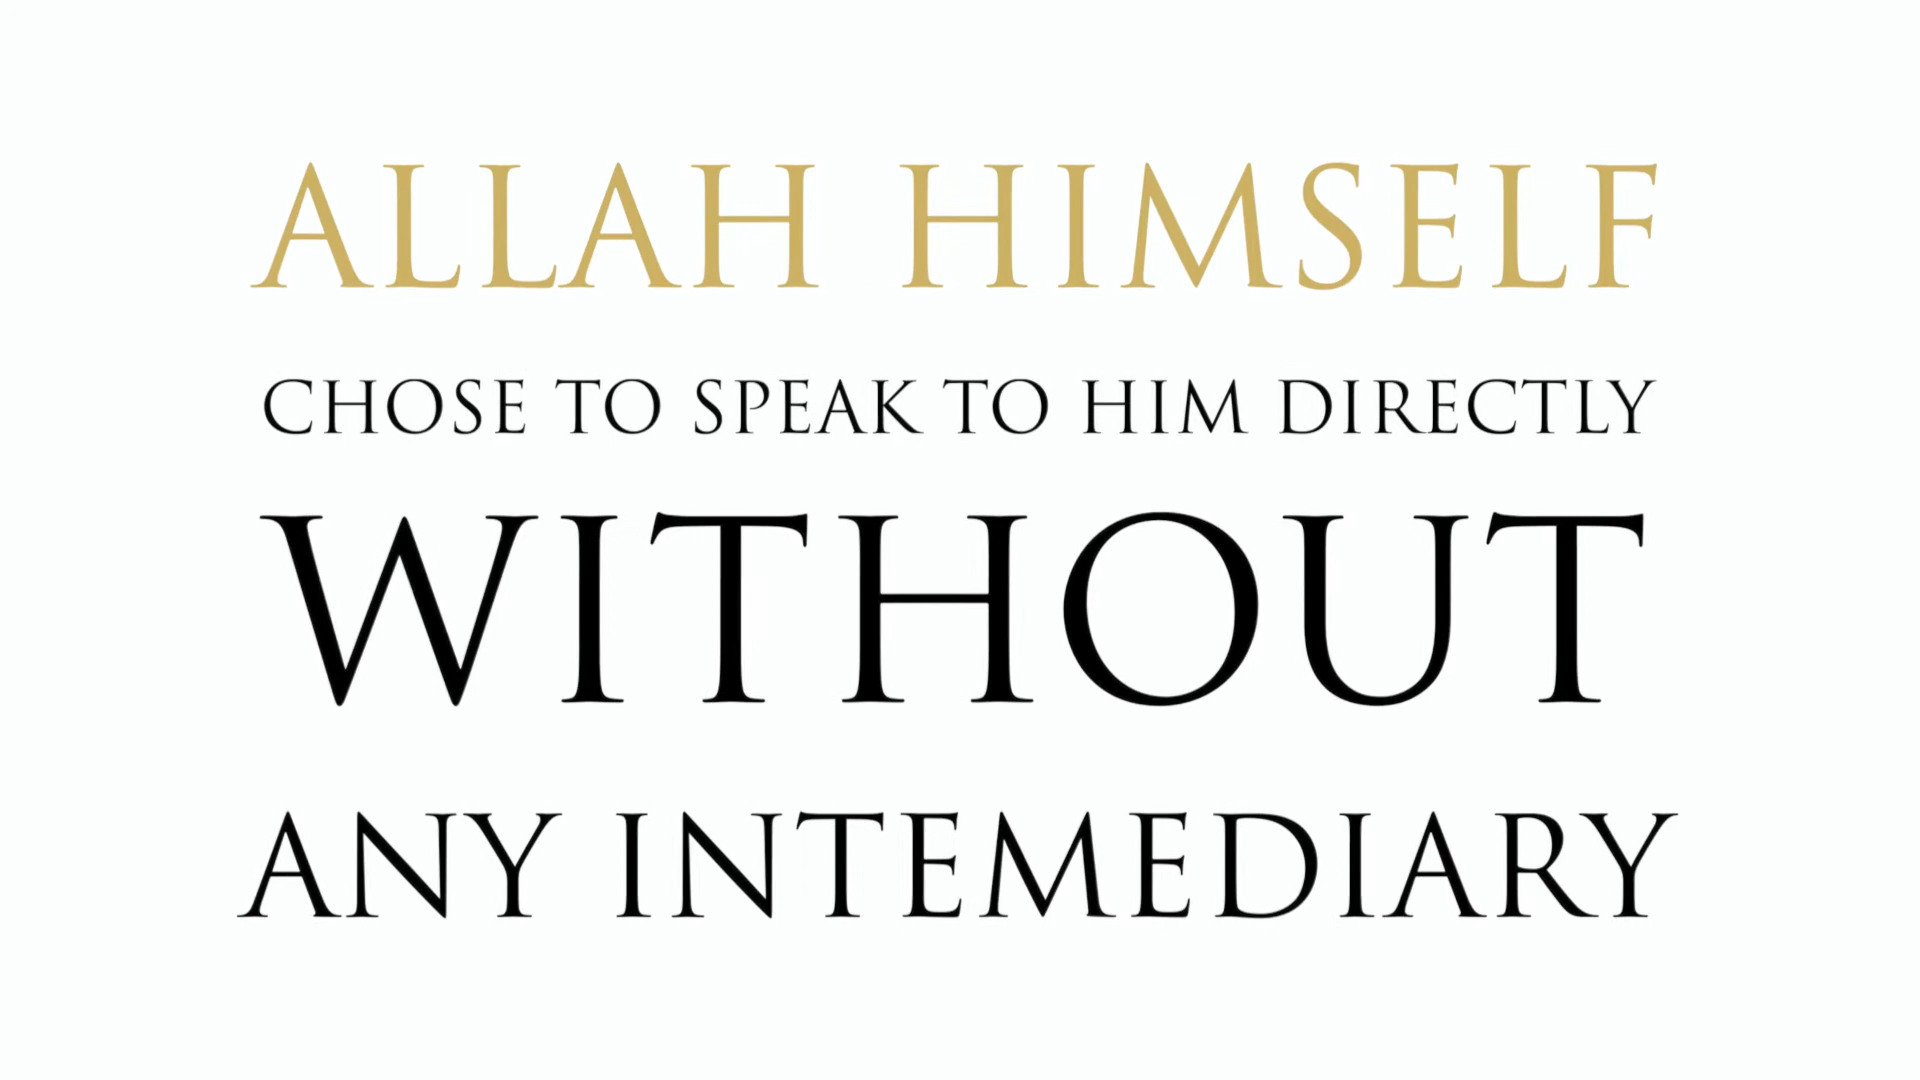 ALLAH HIMSELF
CHOSE TO SPEAK TO HIM DIRECTLY
WITHOUT
ANY INTEMEDIARY